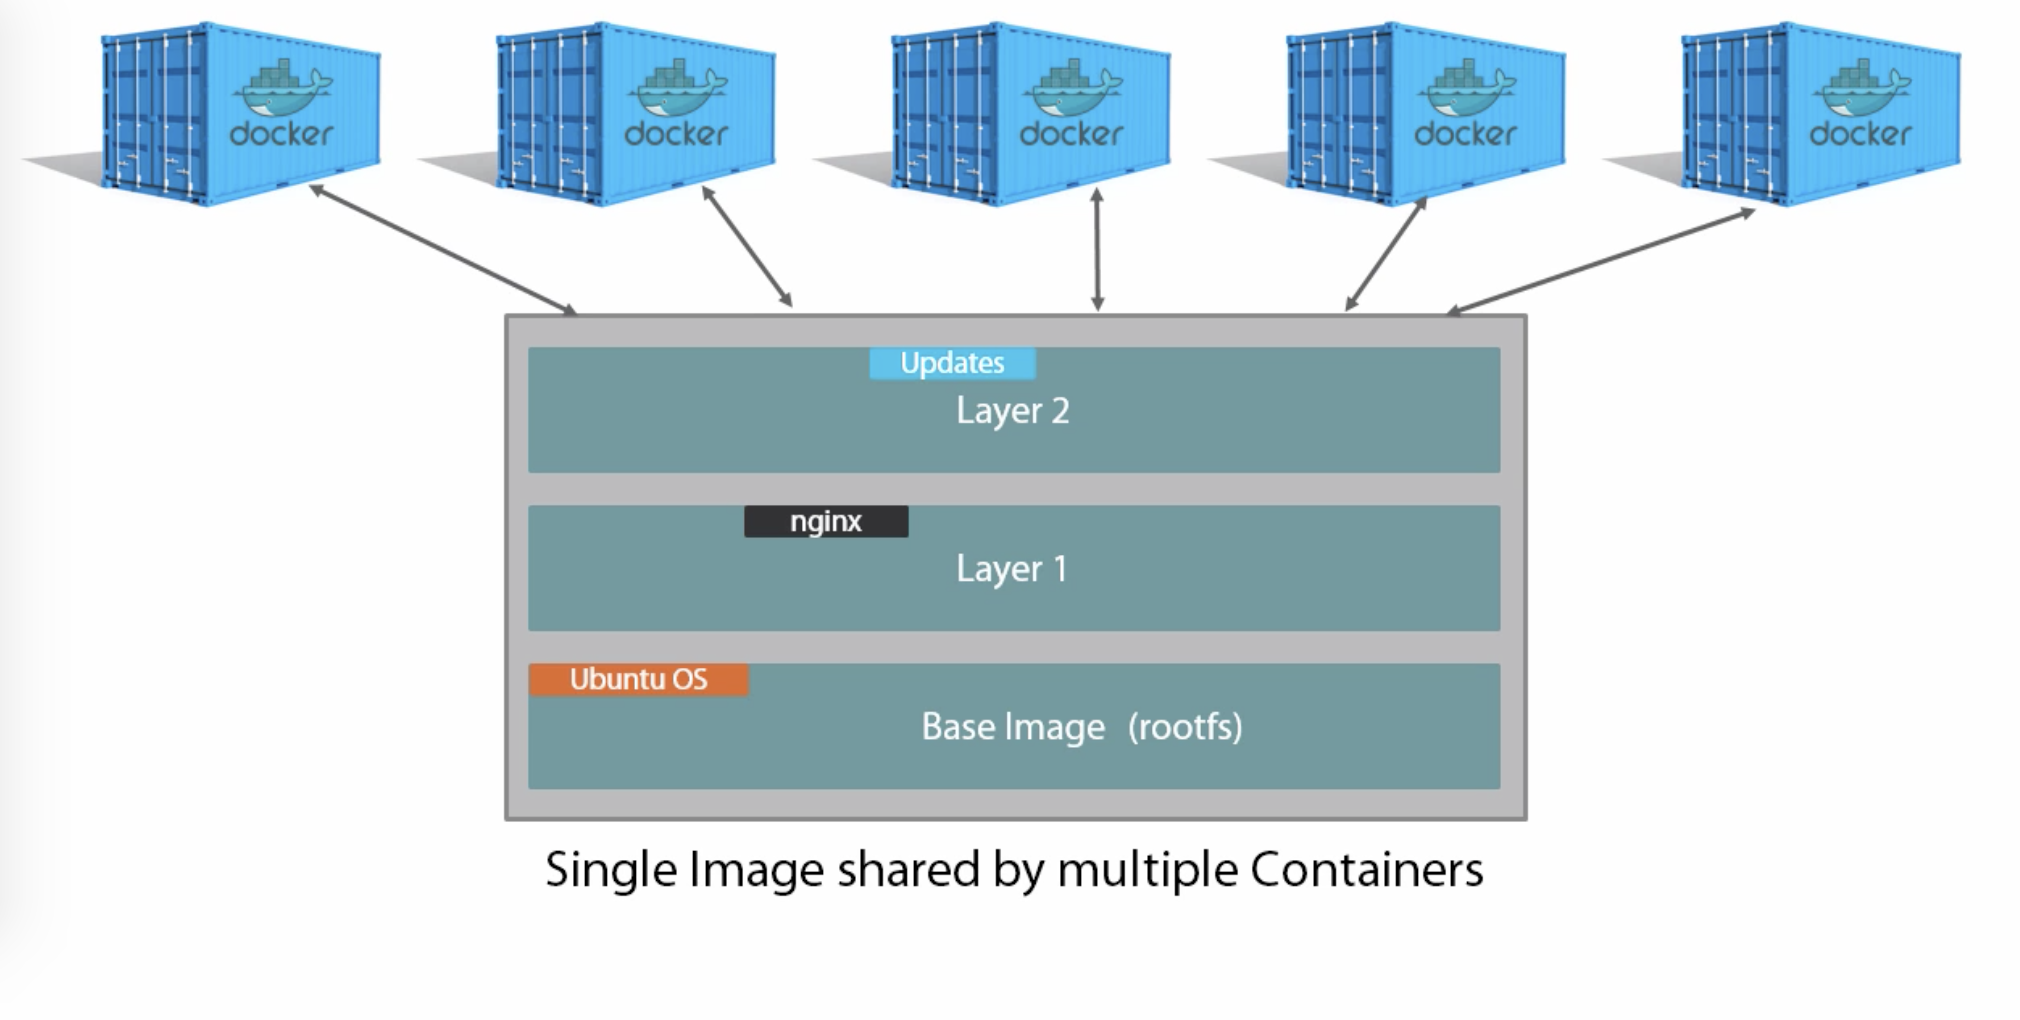 docker
docker
docker
docker
docker
Updates
Layer 2
nginx
Layer 1
Ubuntu OS
Base Image (rootfs)
Single Image shared by multiple Containers